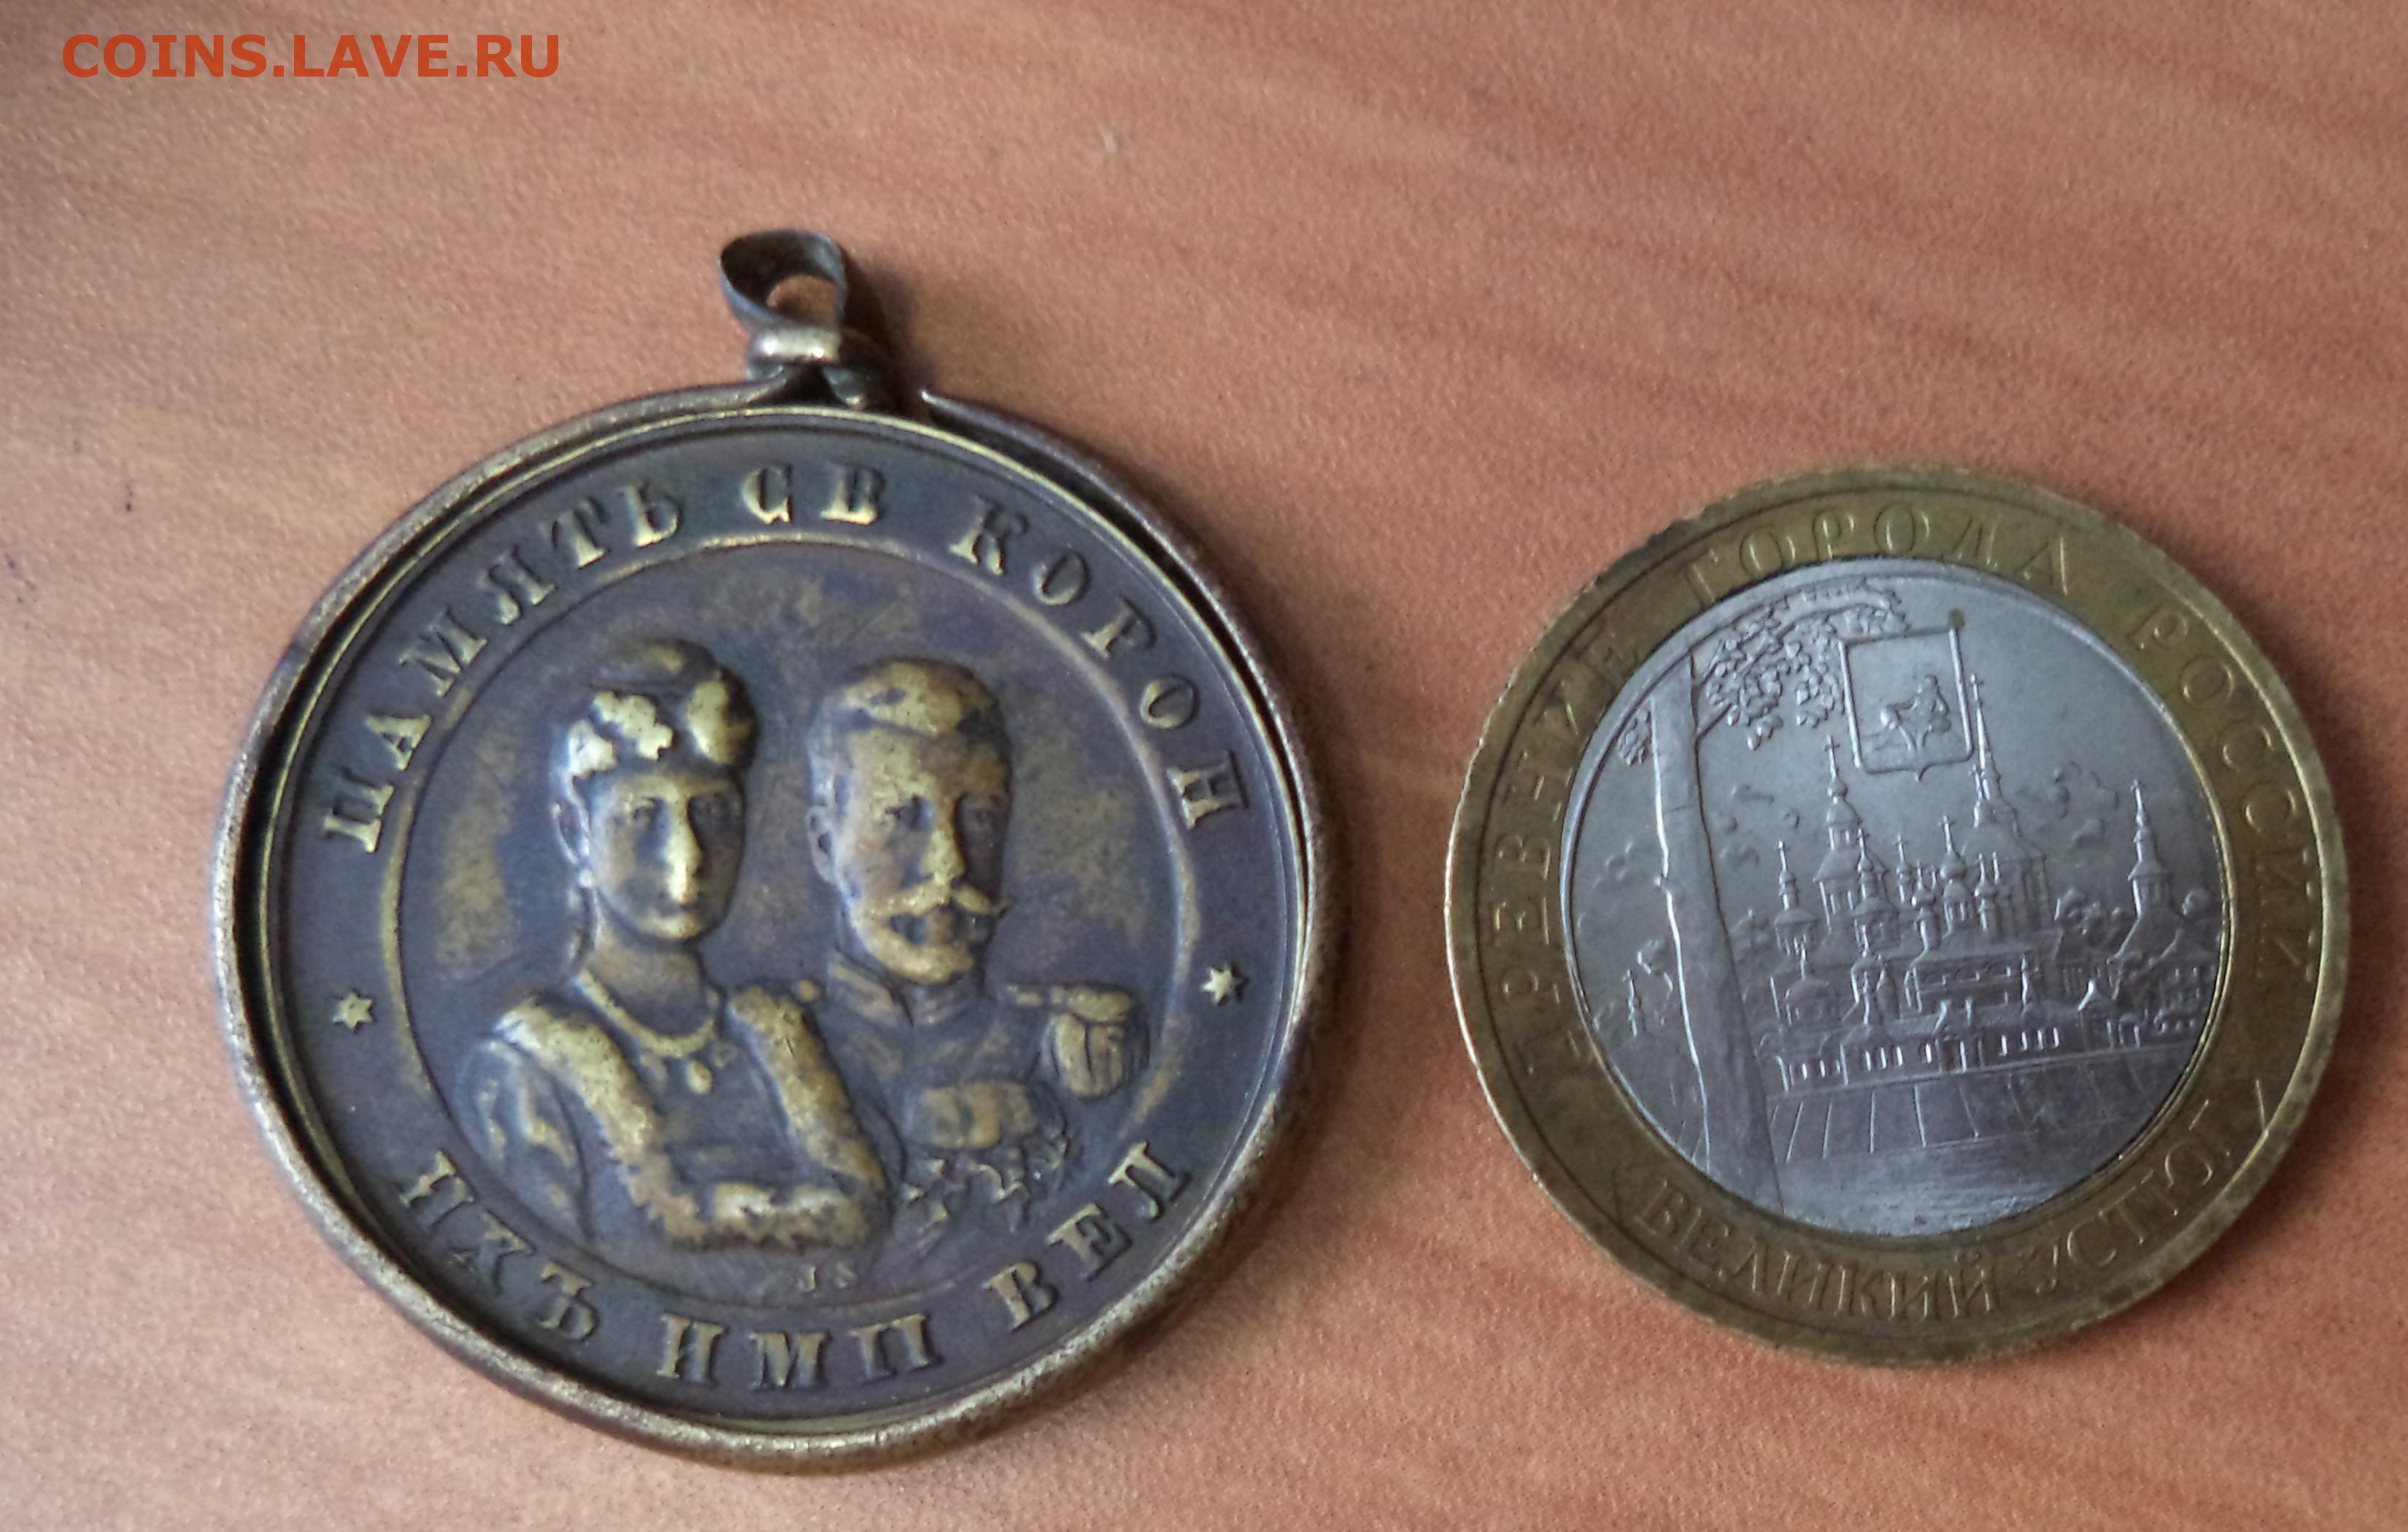 COINS.LAVE.RU
ПАМЯТЬ СВ КОРОН
ИХЪ ИМП ВЕЛ
JS
ДРЕВНИЕ ГОРОДА РОССИИ
ВЕЛИКИЙ УСТЮГ